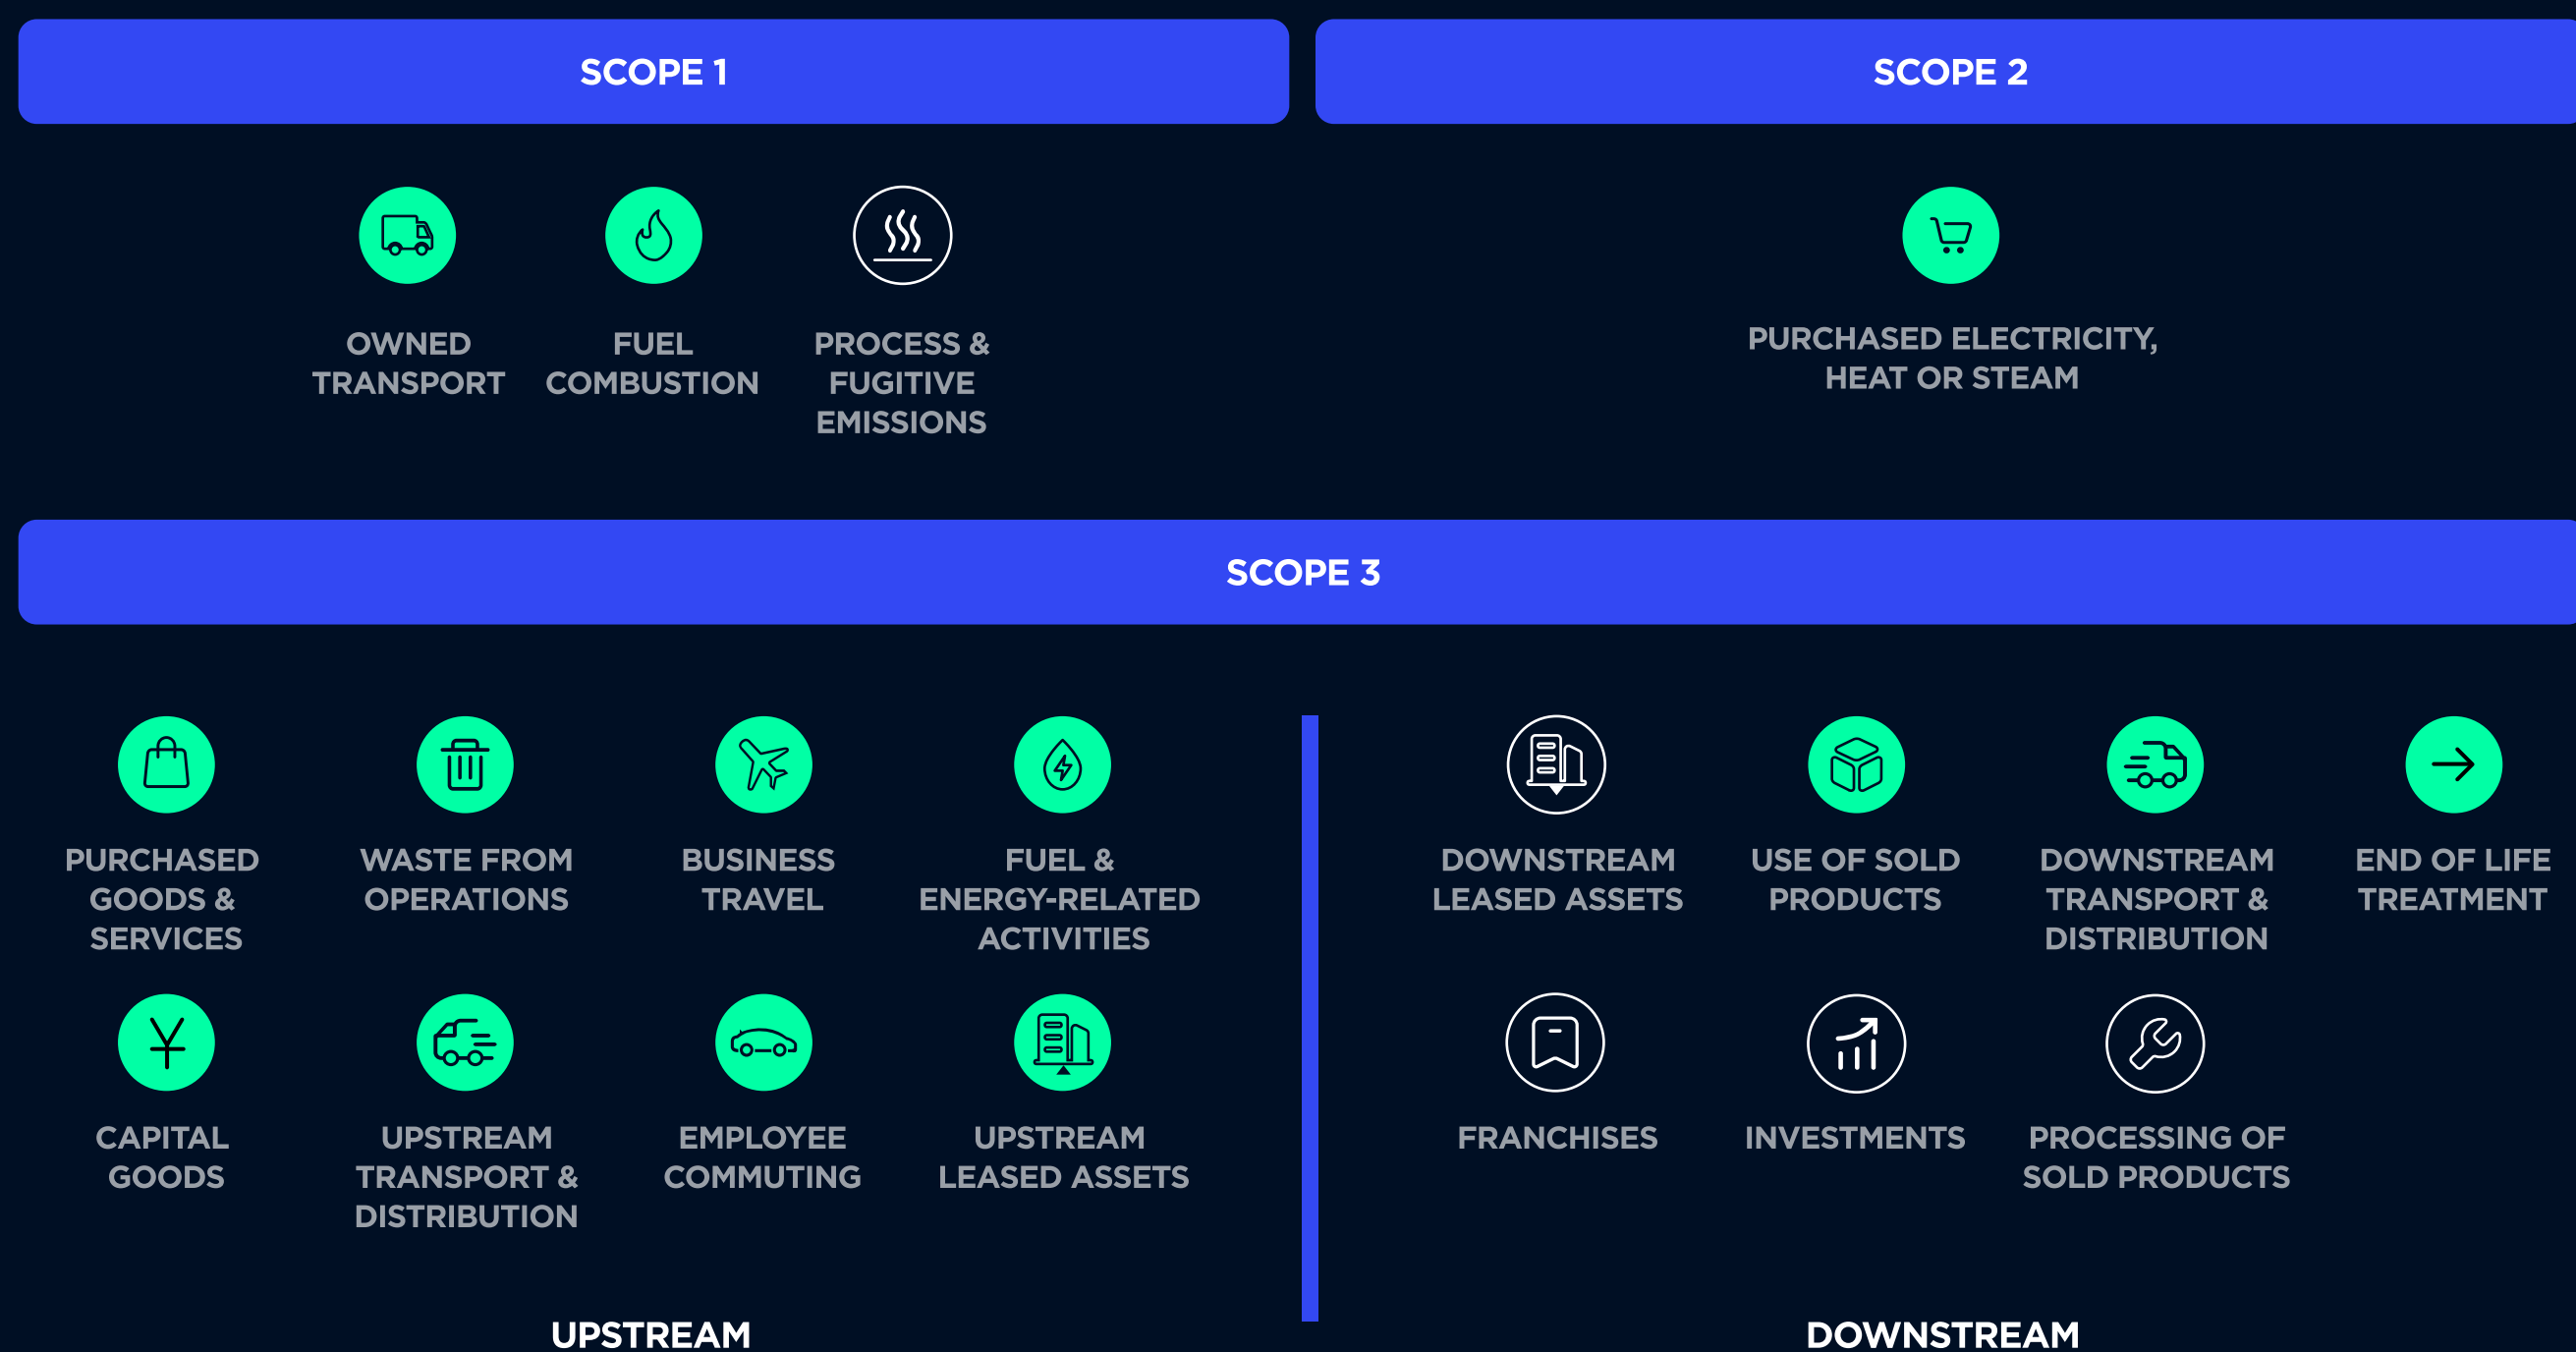 SCOPE 1
SCOPE 2
OWNED
TRANSPORT
FUEL
COMBUSTION
PROCESS &
FUGITIVE
EMISSIONS
PURCHASED ELECTRICITY,
HEAT OR STEAM
SCOPE 3
PURCHASED
GOODS &
SERVICES
WASTE FROM
OPERATIONS
BUSINESS
TRAVEL
FUEL &
ENERGY-RELATED
ACTIVITIES
DOWNSTREAM
LEASED ASSETS
USE OF SOLD
PRODUCTS
DOWNSTREAM
TRANSPORT &
DISTRIBUTION
END OF LIFE
TREATMENT
CAPITAL
GOODS
UPSTREAM
TRANSPORT &
DISTRIBUTION
EMPLOYEE
COMMUTING
UPSTREAM
LEASED ASSETS
FRANCHISES
INVESTMENTS
PROCESSING OF
SOLD PRODUCTS
UPSTREAM
DOWNSTREAM